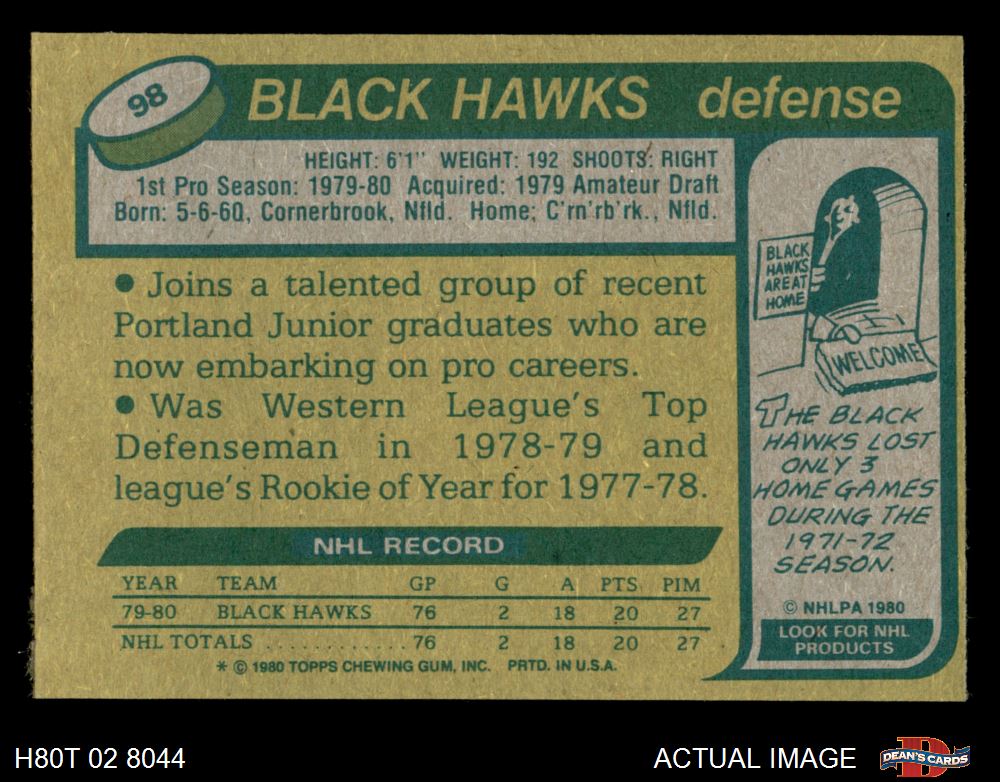 98
BLACK HAWKS defense
HEIGHT: 6'1" WEIGHT: 192 SHOOTS: RIGHT
1st Pro Season: 1979-80 Acquired: 1979 Amateur Draft
Born: 5-6-60, Cornerbrook, Nfld. Home: C'rn'rb'rk., Nfld.
● Joins a talented group of recent
Portland Junior graduates who are
now embarking on pro careers.
● Was Western League's Top
Defenseman in 1978-79 and
league's Rookie of Year for 1977-78.
NHL RECORD
YEAR TEAM GP G A PTS. PIM
79-80 BLACK HAWKS 76 2 18 20 27
NHL TOTALS . . . . . . . . . . . . 76 2 18 20 27
* © 1980 TOPPS CHEWING GUM, INC. PRTD. IN U.S.A.
BLACK
HAWKS
ARE AT
HOME
WELCOME
THE BLACK
HAWKS LOST
ONLY 3
HOME GAMES
DURING THE
1971-72
SEASON.
© NHLPA 1980
LOOK FOR NHL
PRODUCTS
H80T 02 8044
ACTUAL IMAGE
D
DEAN'S CARDS